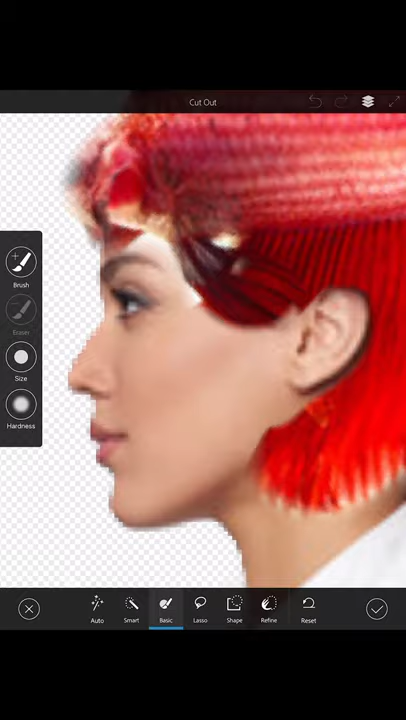 Cut Out
Brush
Eraser
Size
Hardness
Auto Smart Basic Lasso Shape Refine Reset